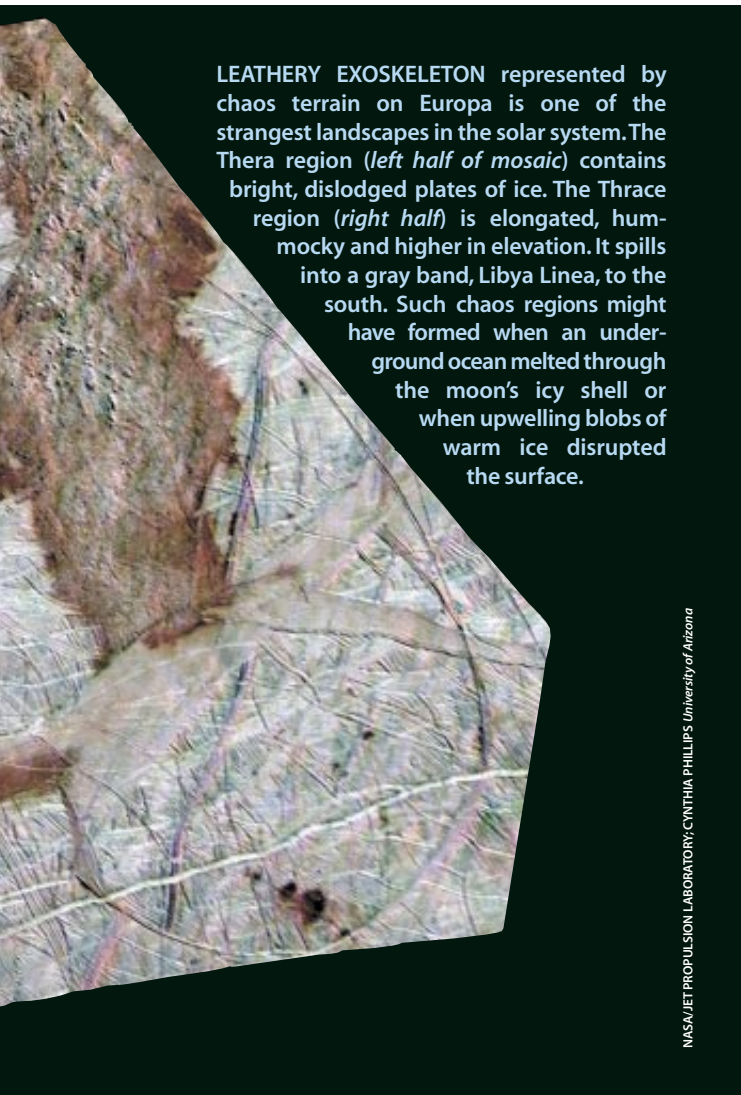 LEATHERY EXOSKELETON represented by
chaos terrain on Europa is one of the
strangest landscapes in the solar system. The
Thera region (left half of mosaic) contains
bright, dislodged plates of ice. The Thrace
region (right half) is elongated, hum-
mocky and higher in elevation. It spills
into a gray band, Libya Linea, to the
south. Such chaos regions might
have formed when an under-
ground ocean melted through
the moon's icy shell or
when upwelling blobs of
warm ice disrupted
the surface.
NASA/JET PROPULSION LABORATORY; CYNTHIA PHILLIPS University of Arizona